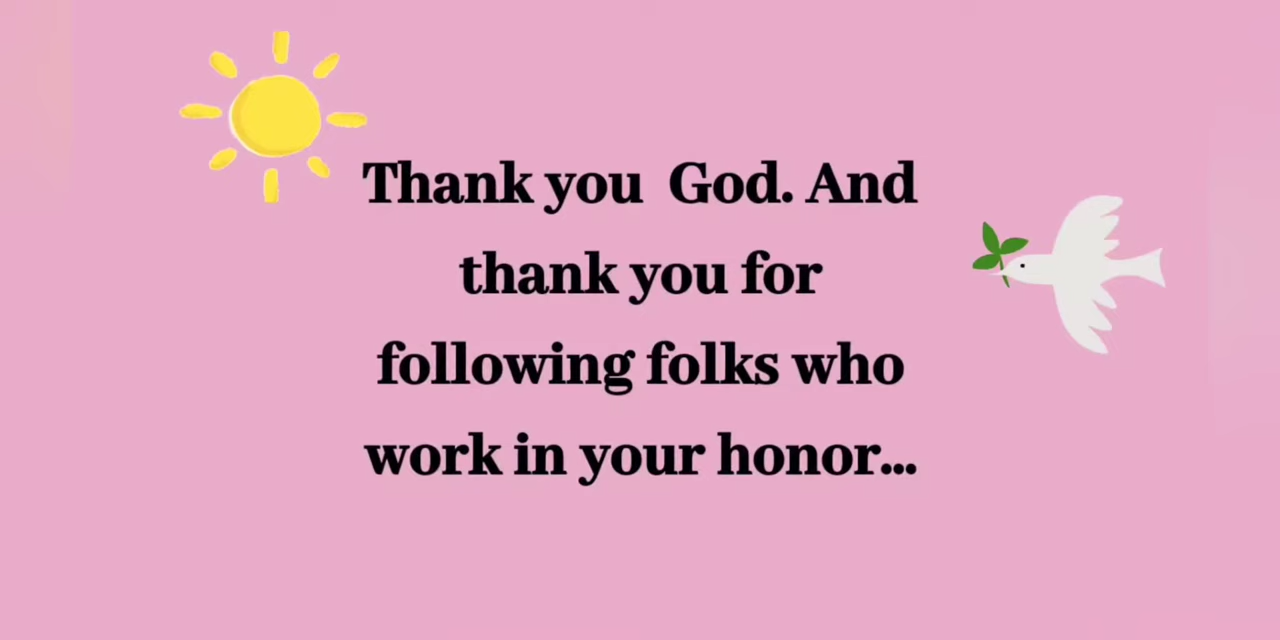 Thank you  God. And
thank you for
following folks who
work in your honor...